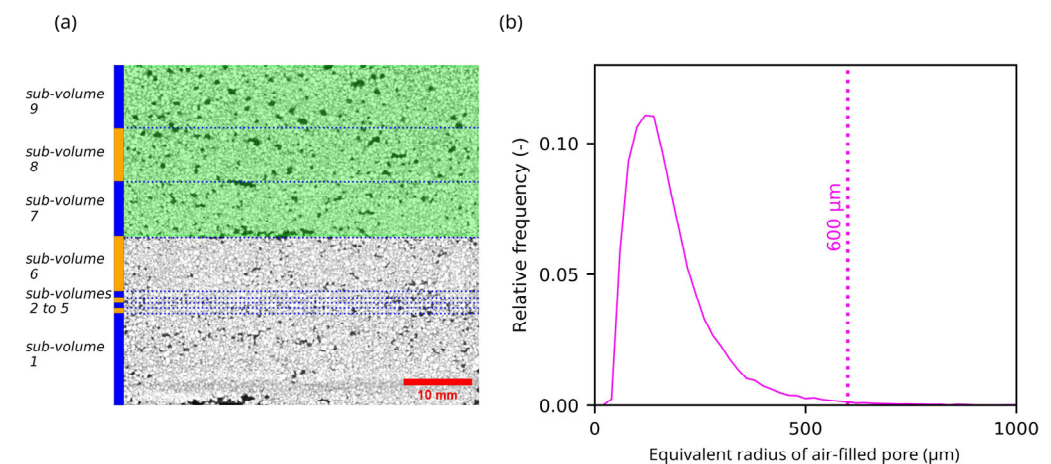 (a)
(b)
sub-volume
9
sub-volume
8
sub-volume
7
sub-volume
6
sub-volumes
2 to 5
sub-volume
1
10 mm
Relative frequency (-)
0.10
0.05
0.00
600 μm
0
500
1000
Equivalent radius of air-filled pore (μm)